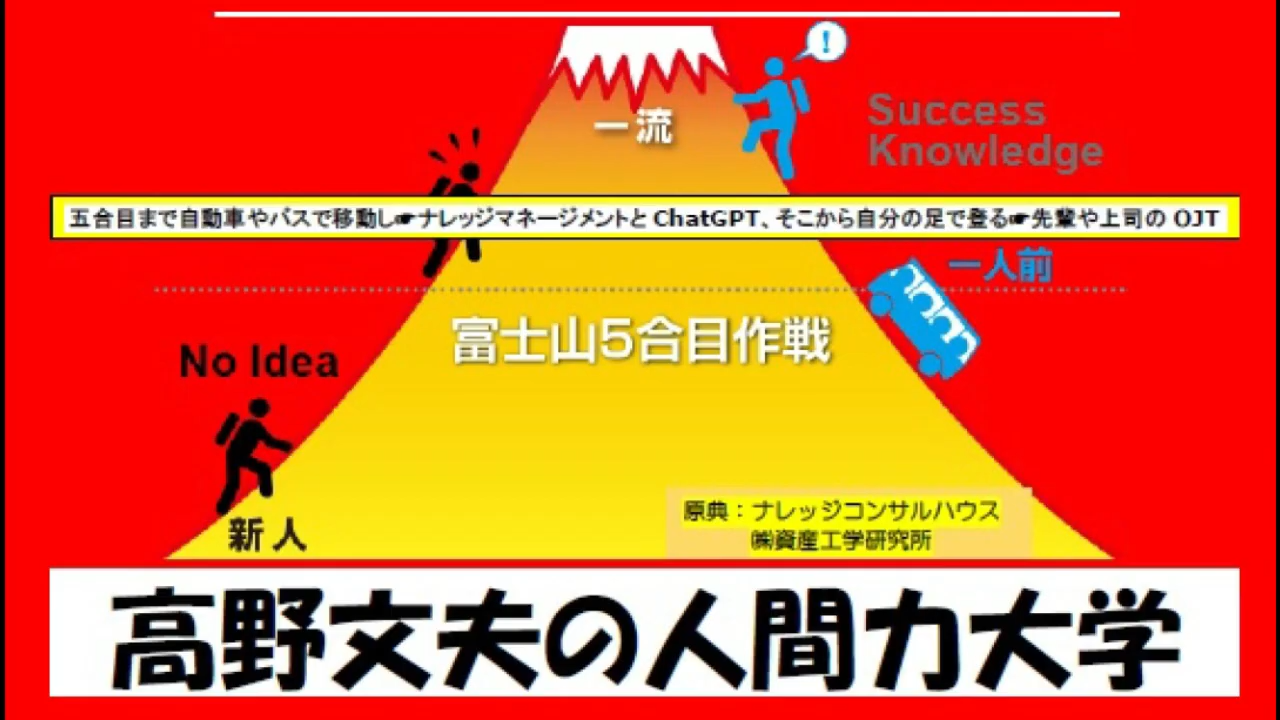 !
Success
Knowledge
一流
五合目まで自動車やバスで移動し☛ナレッジマネージメントと ChatGPT、そこから自分の足で登る☛先輩や上司の OJT
一人前
富士山5合目作戦
No Idea
新人
原典：ナレッジコンサルハウス
㈱資産工学研究所
高野文夫の人間力大学